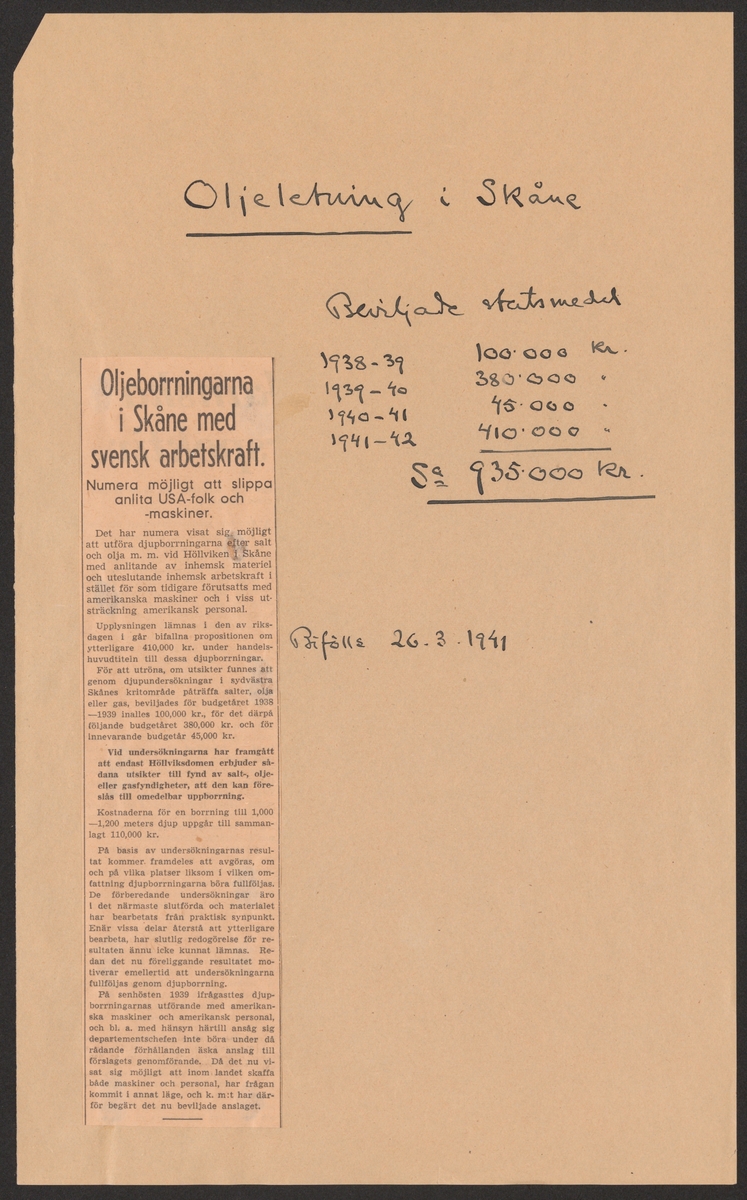 Oljeletning i Skåne
Beviljade statsmedel
1938-39 100.000 Kr.
1939-40 380.000 "
1940-41 45.000 "
1941-42 410.000 "
Sa 935.000 Kr.
Bifölls 26.3.1941
Oljeborrningarna
i Skåne med
svensk arbetskraft.
Numera möjligt att slippa
anlita USA-folk och
-maskiner.
Det har numera visat sig möjligt
att utföra djupborrningarna efter salt
och olja m. m. vid Höllviken i Skåne
med anlitande av inhemsk materiel
och uteslutande inhemsk arbetskraft i
stället för som tidigare förutsatts med
amerikanska maskiner och i viss ut-
sträckning amerikansk personal.
Upplysningen lämnas i den av riks-
dagen i går bifallna propositionen om
ytterligare 410,000 kr. under handels-
huvudtiteln till dessa djupborrningar.
För att utröna, om utsikter funnes att
genom djupundersökningar i sydvästra
Skånes kritområde påträffa salter, olja
eller gas, beviljades för budgetåret 1938
—1939 inalles 100,000 kr., för det därpå
följande budgetåret 380,000 kr. och för
innevarande budgetår 45,000 kr.
Vid undersökningarna har framgått
att endast Höllviksdomen erbjuder så-
dana utsikter till fynd av salt-, olje-
eller gasfyndigheter, att den kan före-
slås till omedelbar uppborrning.
Kostnaderna för en borrning till 1,000
—1,200 meters djup uppgår till samman-
lagt 110,000 kr.
På basis av undersökningarnas resul-
tat kommer framdeles att avgöras, om
och på vilka platser liksom i vilken om-
fattning djupborrningarna böra fullföljas.
De förberedande undersökningar äro
i det närmaste slutförda och materialet
har bearbetats från praktisk synpunkt.
Enär vissa delar återstå att ytterligare
bearbeta, har slutlig redogörelse för re-
sultaten ännu icke kunnat lämnas. Re-
dan det nu föreliggande resultatet mo-
tiverar emellertid att undersökningarna
fullföljas genom djupborrning.
På senhösten 1939 ifrågasattes djup-
borrningarnas utförande med amerikan-
ska maskiner och amerikansk personal,
och bl. a. med hänsyn härtill ansåg sig
departementschefen inte böra under då
rådande förhållanden äska anslag till
förslagets genomförande. Då det nu vi-
sat sig möjligt att inom landet skaffa
både maskiner och personal, har frågan
kommit i annat läge, och k. m:t har där-
för begärt det nu beviljade anslaget.